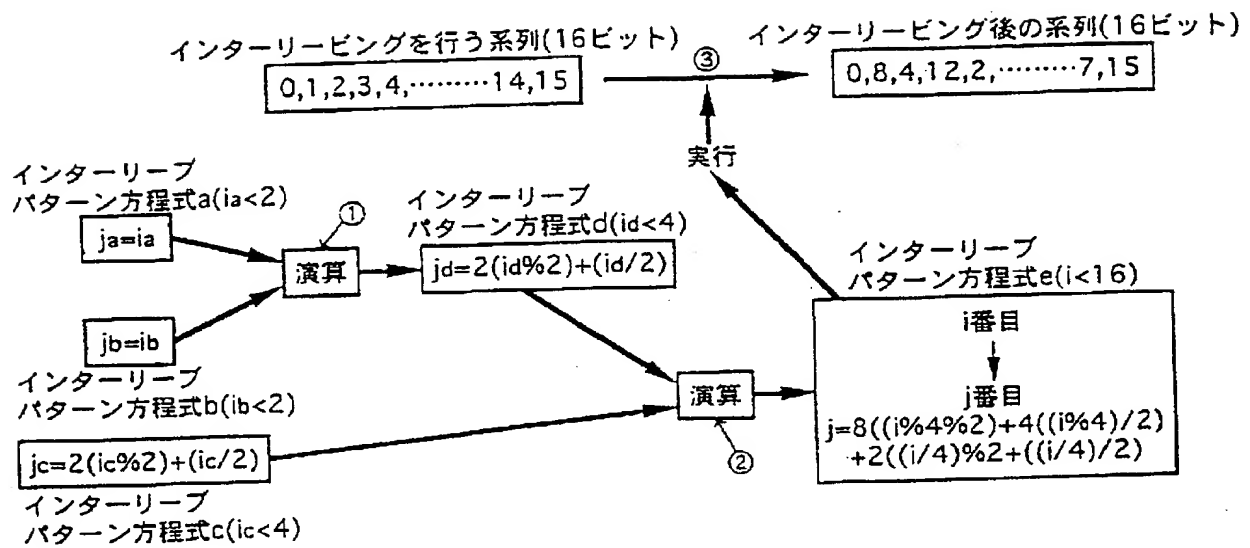 インターリービングを行う系列(16ビット)
0,1,2,3,4,………14,15
③
インターリービング後の系列(16ビット)
0,8,4,12,2,………7,15
実行
インターリーブ
パターン方程式a(ia<2)
ja=ia
①
演算
インターリーブ
パターン方程式d(id<4)
jd=2(id%2)+(id/2)
jb=ib
インターリーブ
パターン方程式b(ib<2)
jc=2(ic%2)+(ic/2)
インターリーブ
パターン方程式c(ic<4)
演算
②
インターリーブ
パターン方程式e(i<16)
i番目
j番目
j=8((i%4%2)+4((i%4)/2)
+2((i/4)%2+((i/4)/2)